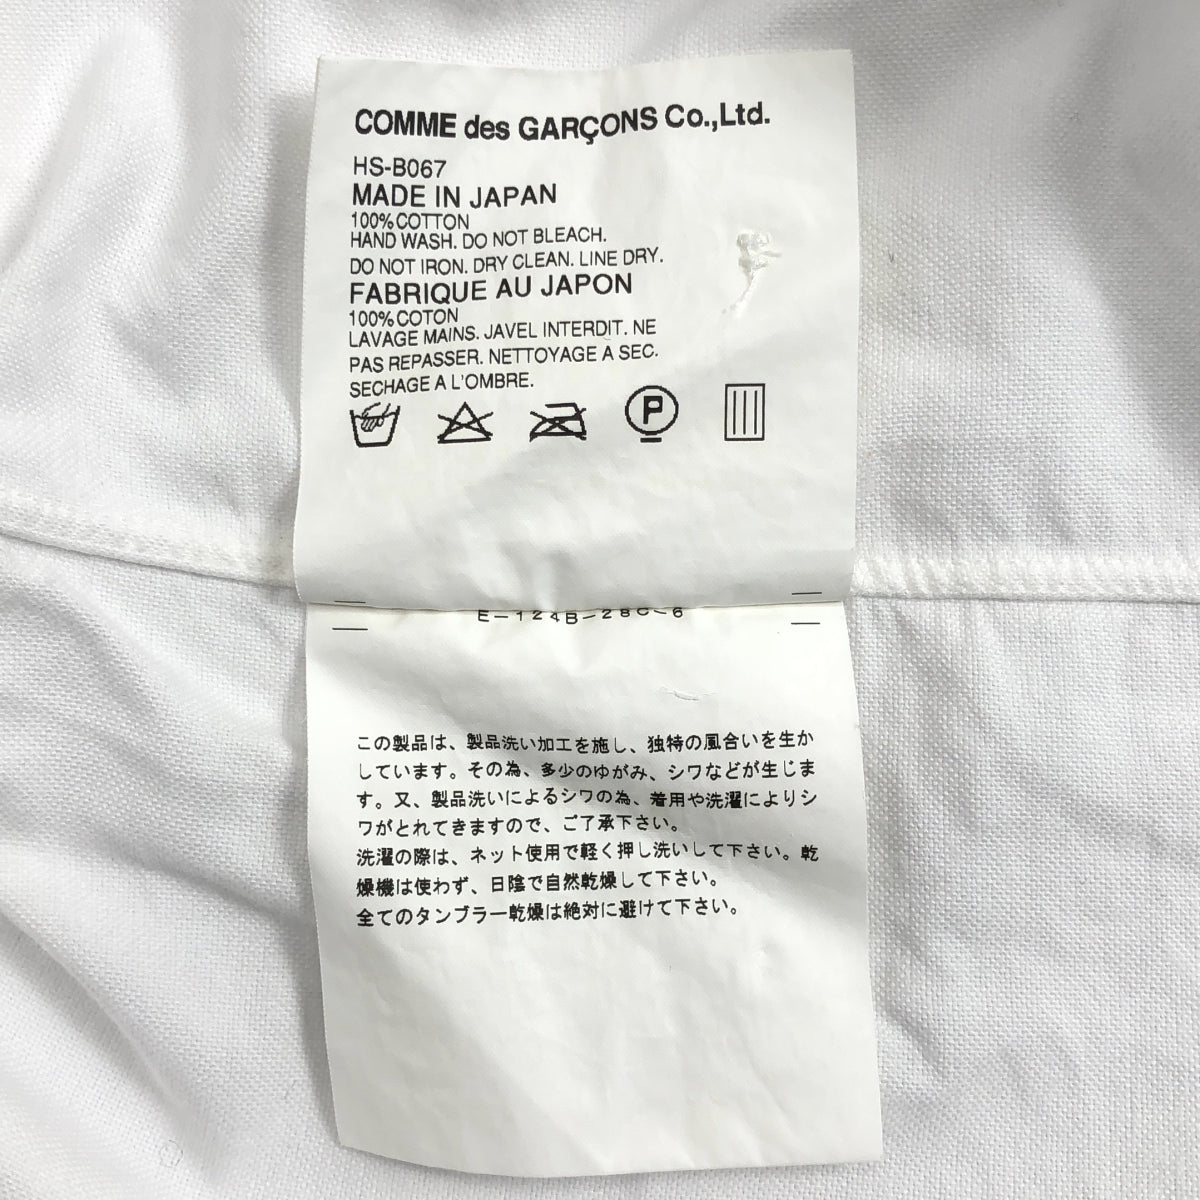 COMME des GARÇONS Co.,Ltd.
HS-B067
MADE IN JAPAN
100%COTTON
HAND WASH. DO NOT BLEACH.
DO NOT IRON. DRY CLEAN. LINE DRY.
FABRIQUE AU JAPON
100%COTON
LAVAGE MAINS. JAVEL INTERDIT. NE
PAS REPASSER. NETTOYAGE A SEC.
SECHAGE A L'OMBRE.
P
E-124B-28C-6
この製品は、製品洗い加工を施し、独特の風合いを生か
しています。その為、多少のゆがみ、シワなどが生じま
す。又、製品洗いによるシワの為、着用や洗濯によりシ
ワがとれてきますので、ご了承下さい。
洗濯の際は、ネット使用で軽く押し洗いして下さい。乾
燥機は使わず、日陰で自然乾燥して下さい。
全てのタンブラー乾燥は絶対に避けて下さい。